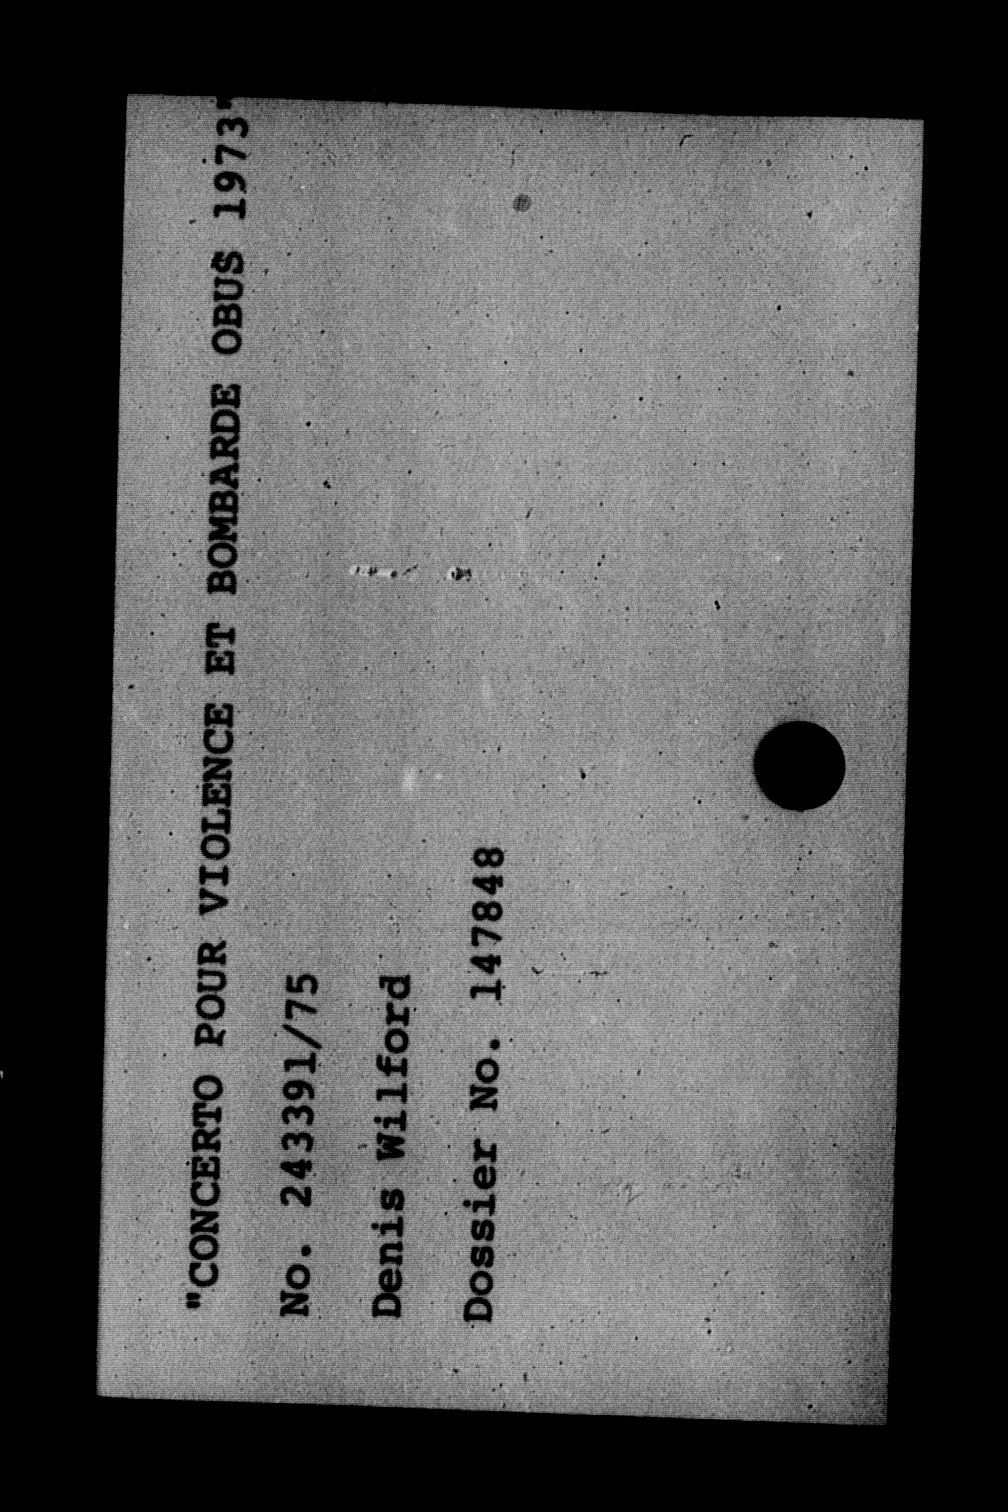 "CONCERTO POUR VIOLENCE ET BOMBARDE OBUS 1973"
No. 243391/75
Denis Wilford
Dossier No. 147848